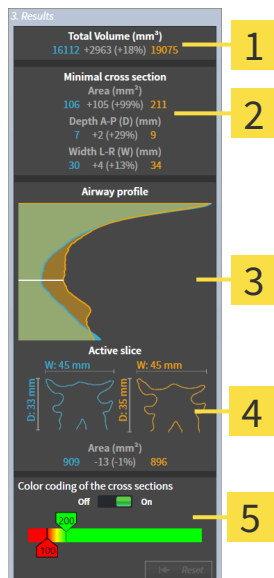 3. Results
Total Volume (mm³)
16112 +2963 (+18%) 19075
1
Minimal cross section
Area (mm²)
106 +105 (+99%) 211
2
Depth A-P (D) (mm)
7 +2 (+29%) 9
Width L-R (W) (mm)
30 +4 (+13%) 34
Airway profile
3
Active slice
W: 45 mm W: 45 mm
D: 33 mm D: 35 mm
4
Area (mm²)
909 -13 (-1%) 896
Color coding of the cross sections
Off On
5
200
100
Reset